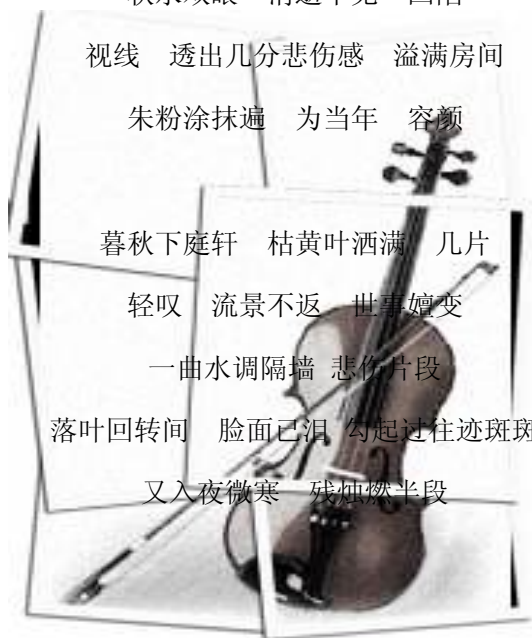 视线 透出几分悲伤感 溢满房间
朱粉涂抹遍 为当年 容颜
暮秋下庭轩 枯黄叶洒满 几片
轻叹 流景不返 世事嬗变
一曲水调隔墙 悲伤片段
落叶回转间 脸面已泪 勾起过往迹斑斑
又入夜微寒 残烛燃半段